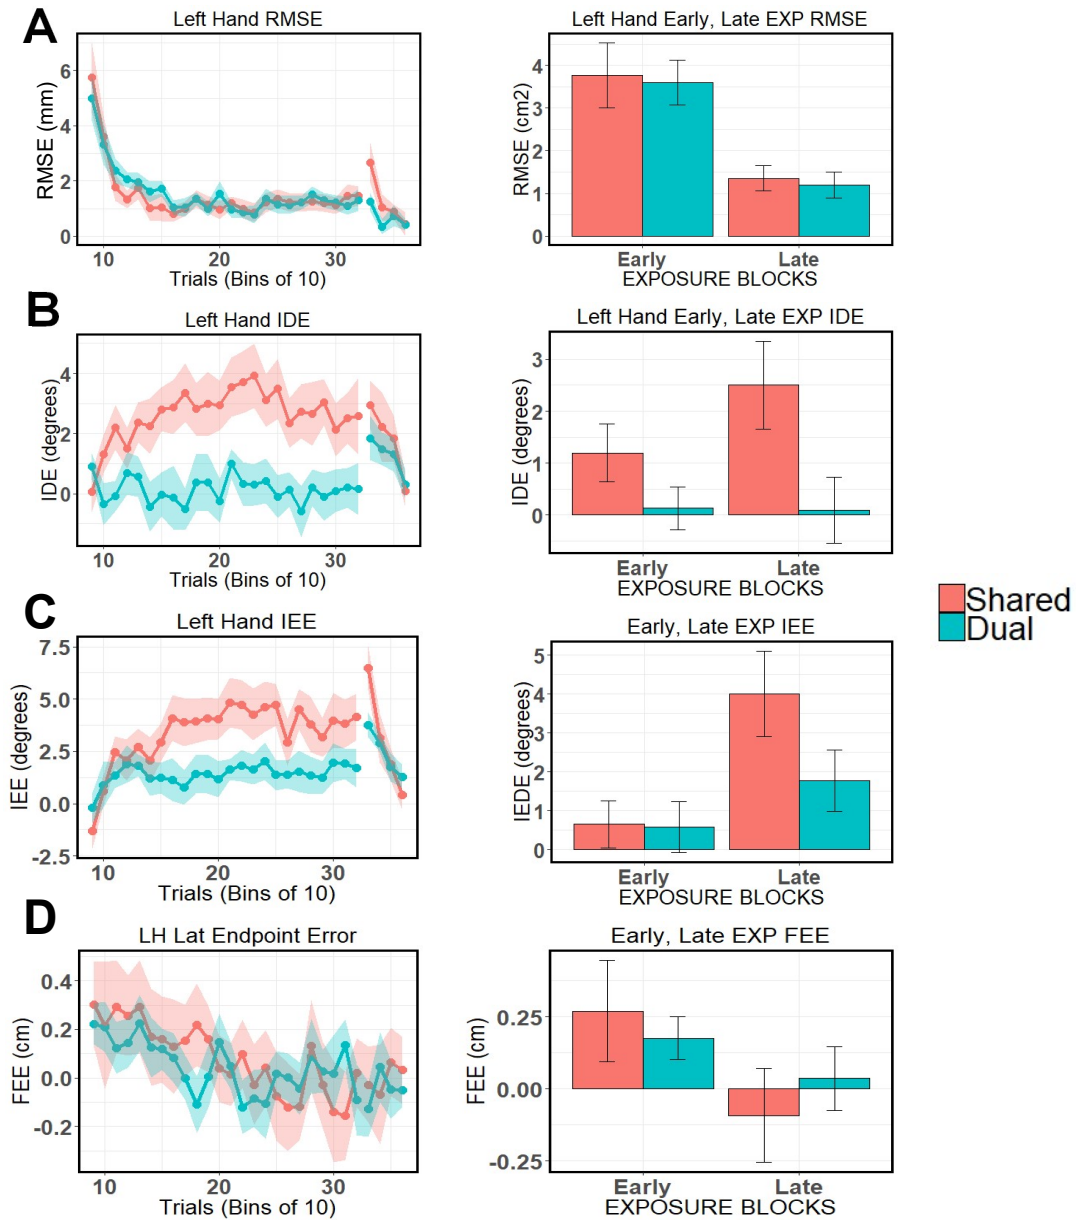 A
Left Hand RMSE
RMSE (mm)
6
4
2
0
10 20 30
Trials (Bins of 10)
Left Hand Early, Late EXP RMSE
RMSE (cm2)
4
3
2
1
0
Early Late
EXPOSURE BLOCKS
B
Left Hand IDE
IDE (degrees)
4
2
0
10 20 30
Trials (Bins of 10)
Left Hand Early, Late EXP IDE
IDE (degrees)
3
2
1
0
Early Late
EXPOSURE BLOCKS
Shared
Dual
C
Left Hand IEE
IEE (degrees)
7.5
5.0
2.5
0.0
-2.5
10 20 30
Trials (Bins of 10)
Early, Late EXP IEE
IEDE (degrees)
5
4
3
2
1
0
Early Late
EXPOSURE BLOCKS
D
LH Lat Endpoint Error
FEE (cm)
0.4
0.2
0.0
-0.2
10 20 30
Trials (Bins of 10)
Early, Late EXP FEE
FEE (cm)
0.25
0.00
-0.25
Early Late
EXPOSURE BLOCKS